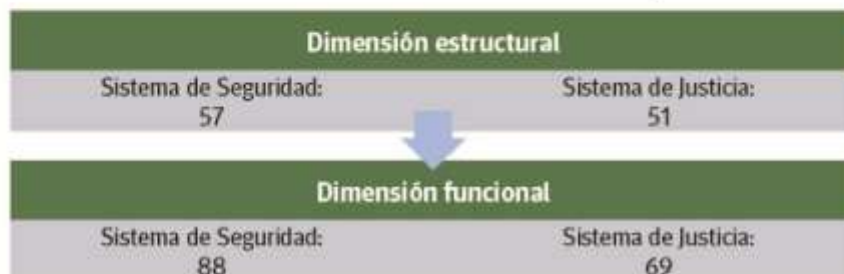 Dimensión estructural
Sistema de Seguridad: Sistema de Justicia:
57 51
Dimensión funcional
Sistema de Seguridad: Sistema de Justicia:
88 69